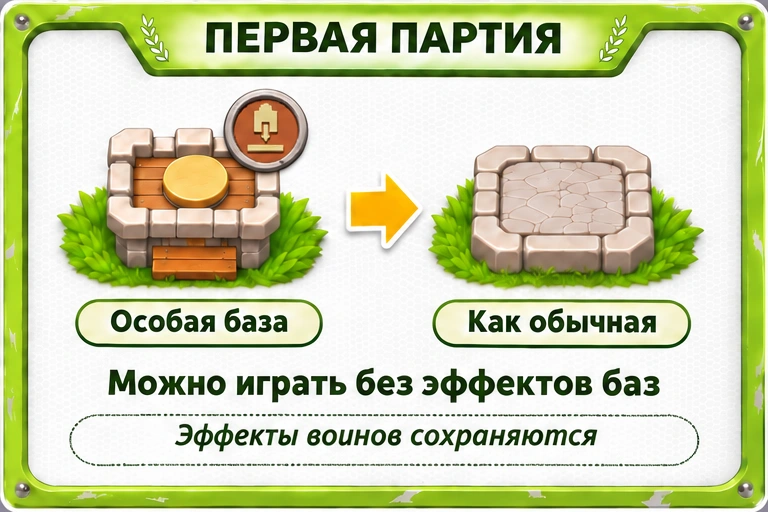 ПЕРВАЯ ПАРТИЯ
Особая база
Как обычная
Можно играть без эффектов баз
Эффекты воинов сохраняются